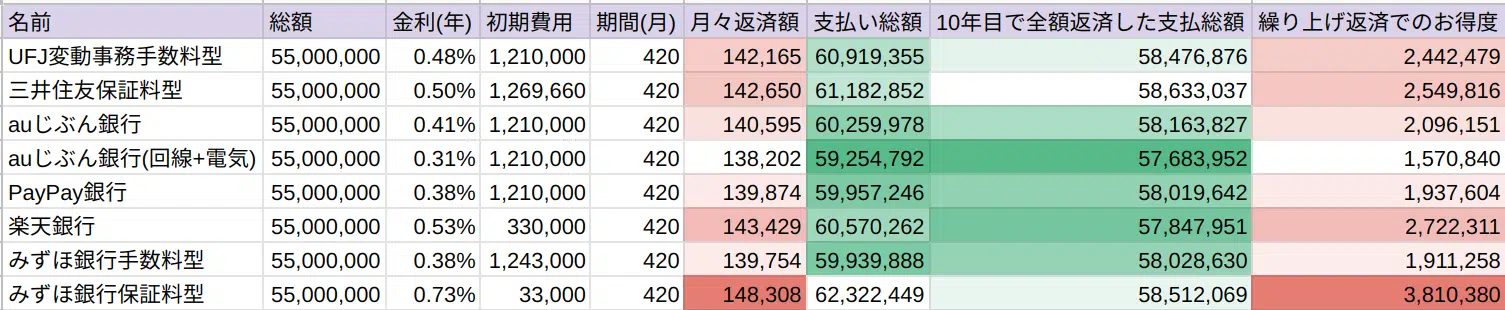 名前 総額 金利(年) 初期費用 期間(月) 月々返済額 支払い総額 10年目で全額返済した支払総額 繰り上げ返済でのお得度
UFJ変動事務手数料型 55,000,000 0.48% 1,210,000 420 142,165 60,919,355 58,476,876 2,442,479
三井住友保証料型 55,000,000 0.50% 1,269,660 420 142,650 61,182,852 58,633,037 2,549,816
auじぶん銀行 55,000,000 0.41% 1,210,000 420 140,595 60,259,978 58,163,827 2,096,151
auじぶん銀行(回線+電気) 55,000,000 0.31% 1,210,000 420 138,202 59,254,792 57,683,952 1,570,840
PayPay銀行 55,000,000 0.38% 1,210,000 420 139,874 59,957,246 58,019,642 1,937,604
楽天銀行 55,000,000 0.53% 330,000 420 143,429 60,570,262 57,847,951 2,722,311
みずほ銀行手数料型 55,000,000 0.38% 1,243,000 420 139,754 59,939,888 58,028,630 1,911,258
みずほ銀行保証料型 55,000,000 0.73% 33,000 420 148,308 62,322,449 58,512,069 3,810,380